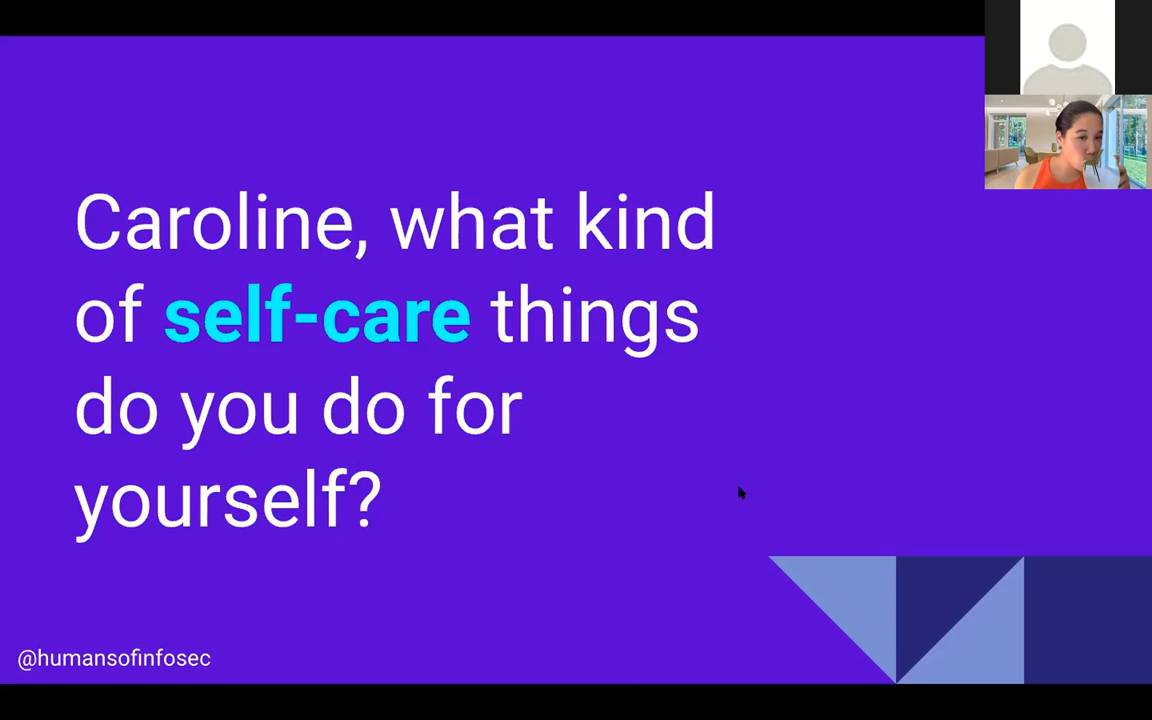 Caroline, what kind
of self-care things
do you do for
yourself?
@humansofinfosec